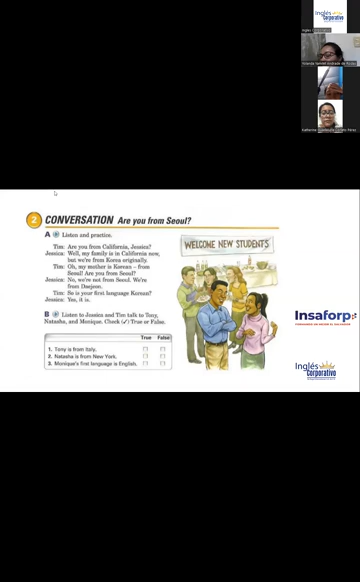 Inglés
Corporativo
2 CONVERSATION Are you from Seoul?
A Listen and practice.
Tim: Are you from California, Jessica?
Jessica: Well, my family is in California now,
but we're from Korea originally.
Tim: Oh, my mother is Korean – from
Seoul! Are you from Seoul?
Jessica: No, we're not from Seoul. We're
from Daejeon.
Tim: So is your first language Korean?
Jessica: Yes, it is.
WELCOME NEW STUDENTS
B Listen to Jessica and Tim talk to Tony,
Natasha, and Monique. Check (✓) True or False.
True False
1. Tony is from Italy.
2. Natasha is from New York.
3. Monique's first language is English.
Insaforp
Inglés
Corporativo